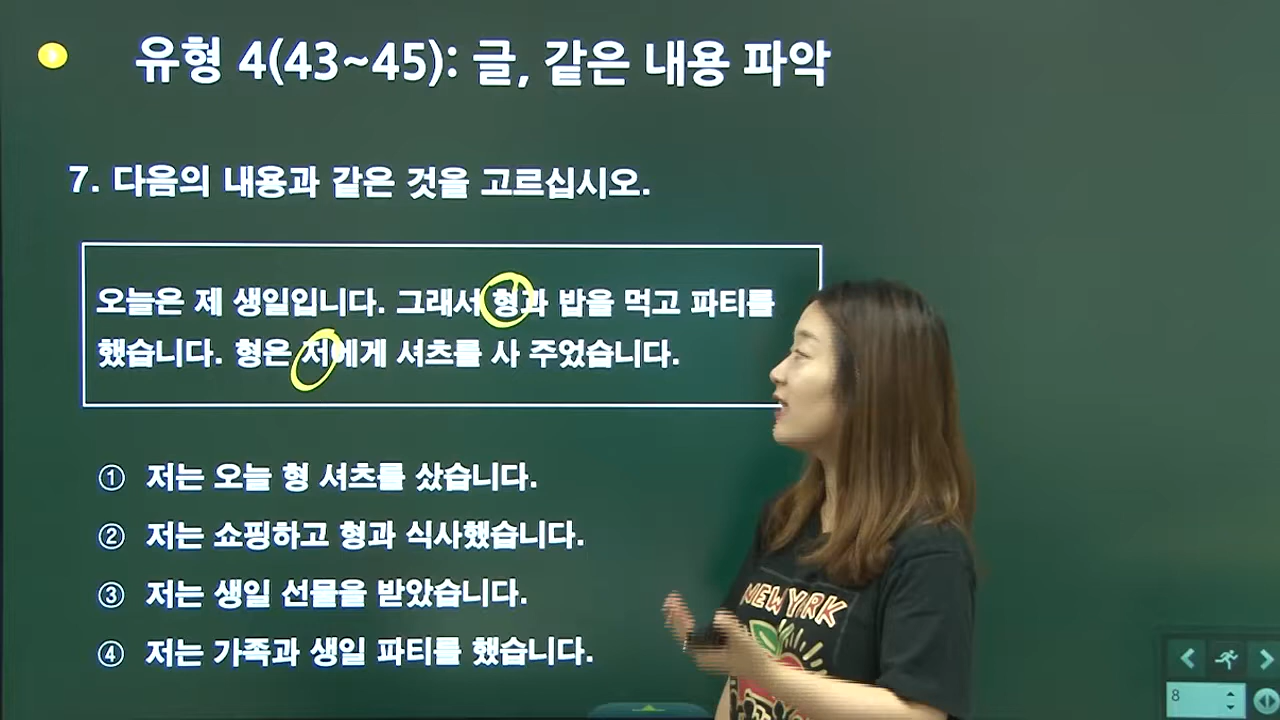 유형 4(43~45): 글, 같은 내용 파악
7. 다음의 내용과 같은 것을 고르십시오.
오늘은 제 생일입니다. 그래서 형과 밥을 먹고 파티를
했습니다. 형은 저에게 셔츠를 사 주었습니다.
① 저는 오늘 형 셔츠를 샀습니다.
② 저는 쇼핑하고 형과 식사했습니다.
③ 저는 생일 선물을 받았습니다.
④ 저는 가족과 생일 파티를 했습니다.
NEW YRK
8